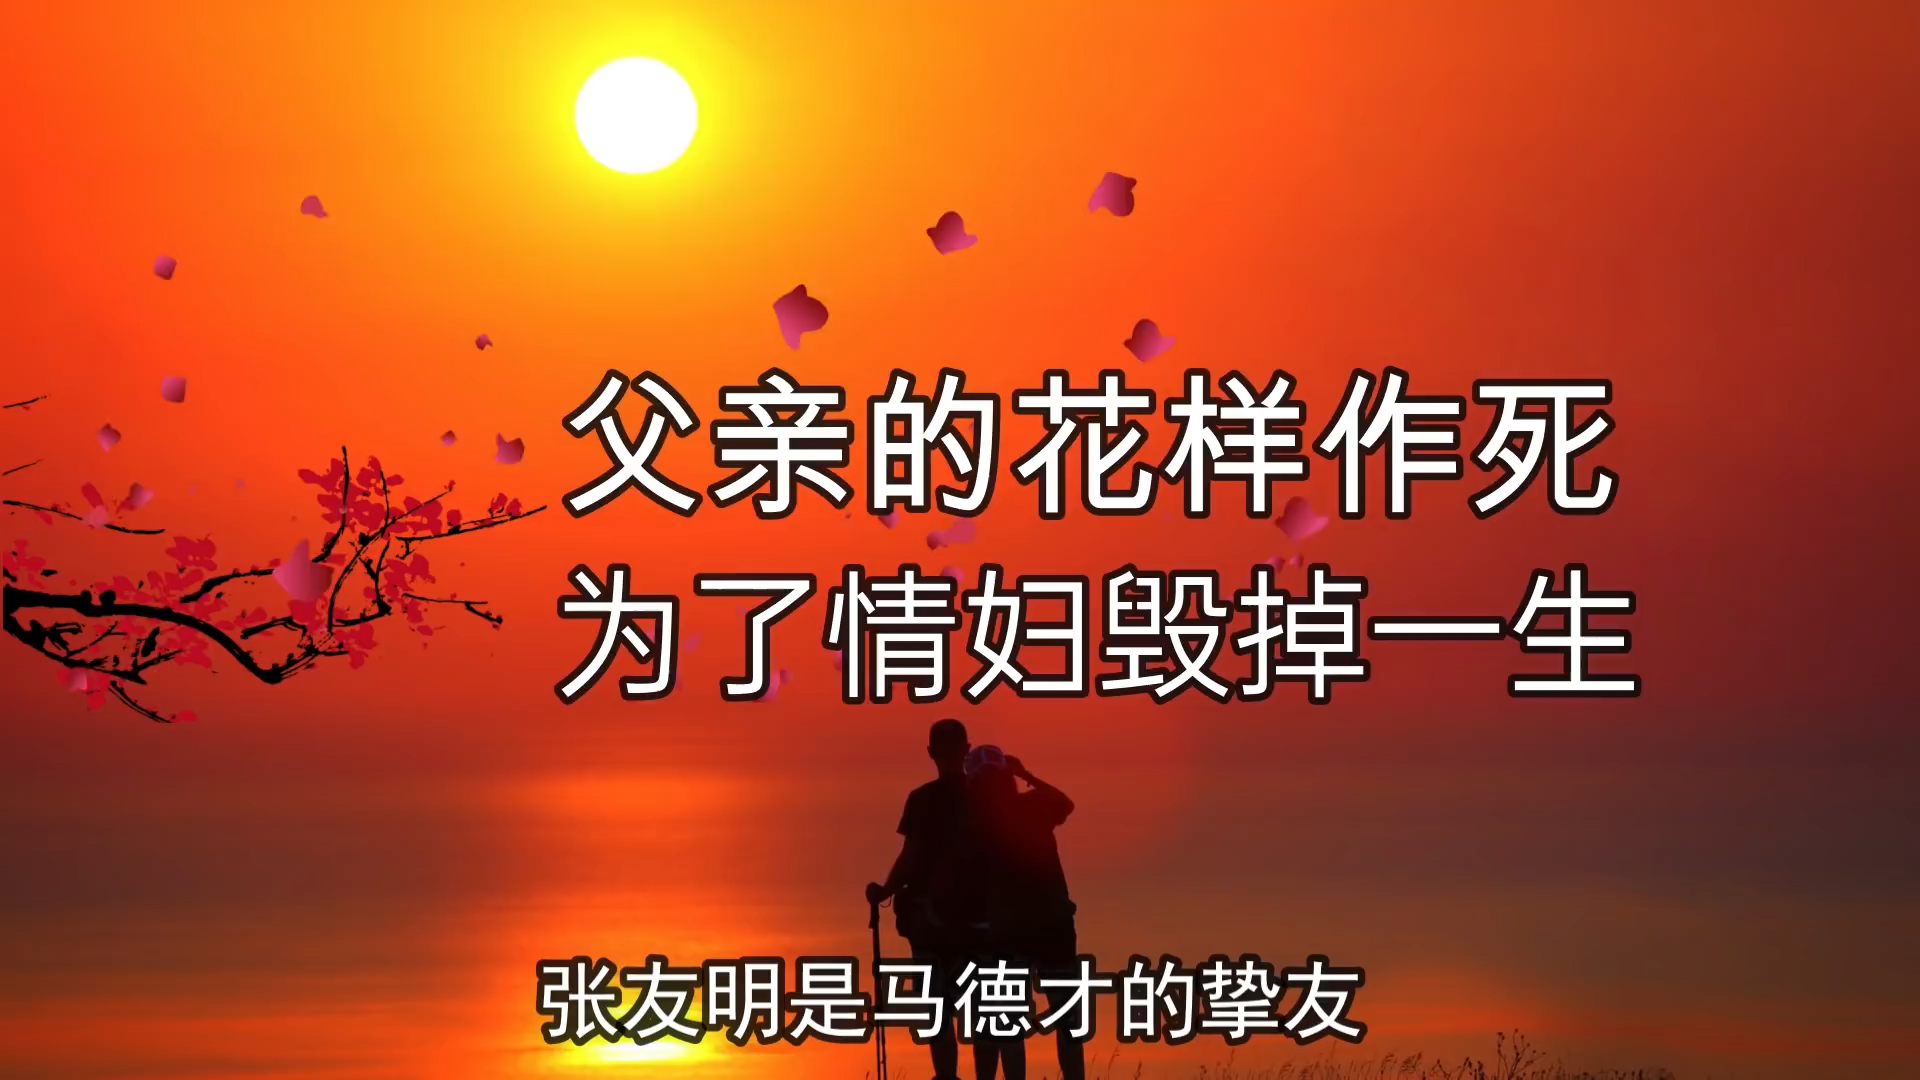 父亲的花样作死
为了情妇毁掉一生
张友明是马德才的挚友